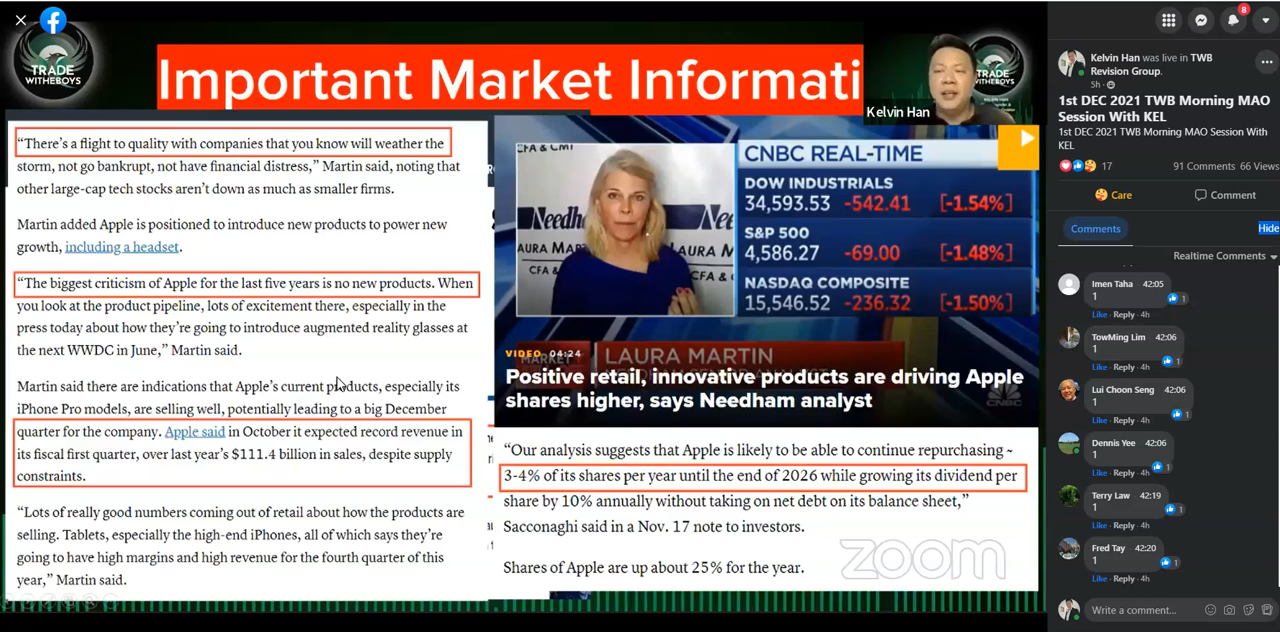 TRADE
WITHEBOYS
Important Market Informati
TRADE
WITHEBOYS
Kelvin Han
“There’s a flight to quality with companies that you know will weather the
storm, not go bankrupt, not have financial distress,” Martin said, noting that
other large-cap tech stocks aren’t down as much as smaller firms.
Martin added Apple is positioned to introduce new products to power new
growth, including a headset.
“The biggest criticism of Apple for the last five years is no new products. When
you look at the product pipeline, lots of excitement there, especially in the
press today about how they’re going to introduce augmented reality glasses at
the next WWDC in June,” Martin said.
Martin said there are indications that Apple’s current products, especially its
iPhone Pro models, are selling well, potentially leading to a big December
quarter for the company. Apple said in October it expected record revenue in
its fiscal first quarter, over last year’s $111.4 billion in sales, despite supply
constraints.
“Lots of really good numbers coming out of retail about how the products are
selling. Tablets, especially the high-end iPhones, all of which says they’re
going to have high margins and high revenue for the fourth quarter of this
year,” Martin said.
CNBC REAL-TIME
DOW INDUSTRIALS
34,593.53 -542.41 [-1.54%]
S&P 500
4,586.27 -69.00 [-1.48%]
NASDAQ COMPOSITE
15,546.52 -236.32 [-1.50%]
VIDEO 04:24
LAURA MARTIN
Positive retail, innovative products are driving Apple
shares higher, says Needham analyst
CNBC
“Our analysis suggests that Apple is likely to be able to continue repurchasing ~
3-4% of its shares per year until the end of 2026 while growing its dividend per
share by 10% annually without taking on net debt on its balance sheet,”
Sacconaghi said in a Nov. 17 note to investors.
Shares of Apple are up about 25% for the year.
zoom
8
Kelvin Han was live in TWB
Revision Group.
5h
1st DEC 2021 TWB Morning MAO
Session With KEL
1st DEC 2021 TWB Morning MAO Session With
KEL
17 91 Comments 66 Views
Care Comment
Comments Hide
Realtime Comments
Imen Taha 42:05
1
1
Like · Reply · 4h
TowMing Lim 42:06
1
1
Like · Reply · 4h
Lui Choon Seng 42:06
1
1
Like · Reply · 4h
Dennis Yee 42:06
1
1
Like · Reply · 4h
Terry Law 42:19
1
1
Like · Reply · 4h
Fred Tay 42:20
1
1
Like · Reply · 4h
Write a comment...